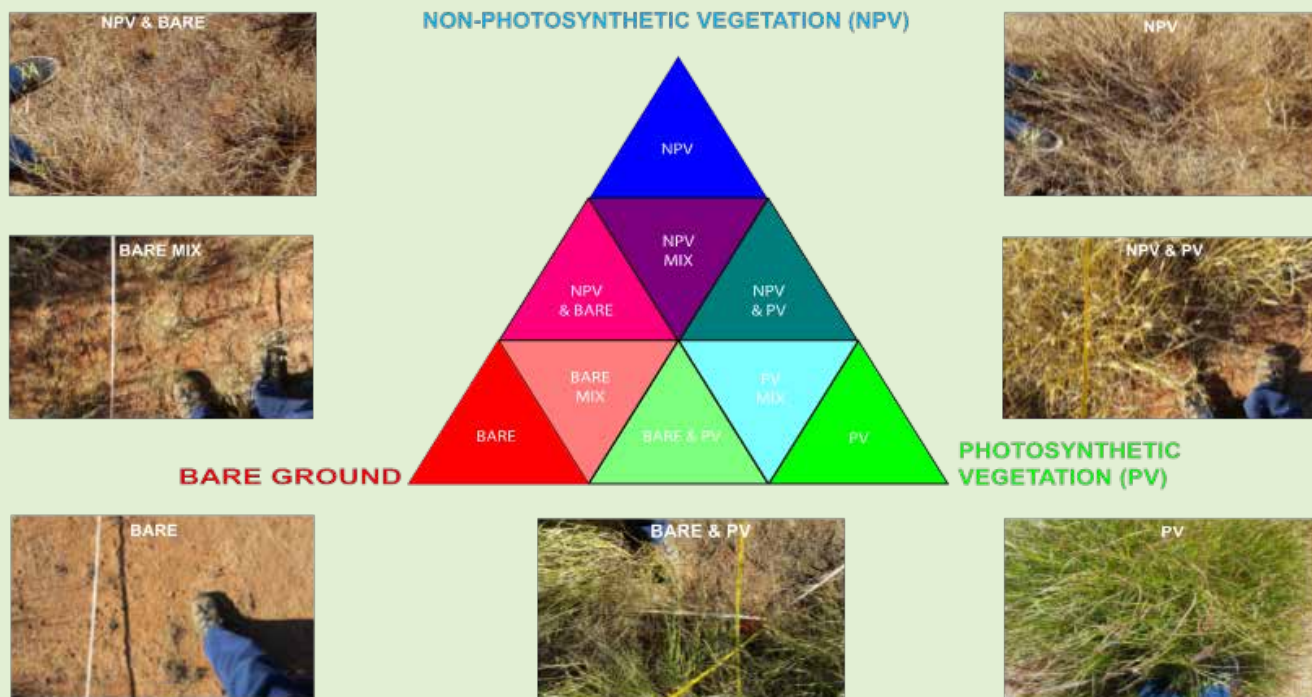 NPV & BARE
NON-PHOTOSYNTHETIC VEGETATION (NPV)
NPV
NPV
BARE MIX
NPV
MIX
NPV & PV
NPV
& BARE
NPV
& PV
BARE
MIX
PV
MIX
BARE
BARE & PV
PV
BARE GROUND
PHOTOSYNTHETIC
VEGETATION (PV)
BARE
BARE & PV
PV